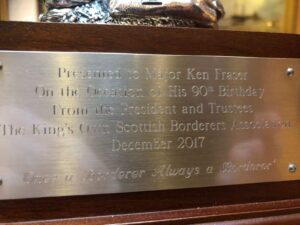 Presented to Major Ken Fraser
On the Occasion of His 90th Birthday
From the President and Trustees
The King's Own Scottish Borderers Association
December 2017
'Once a Borderer Always a Borderer'